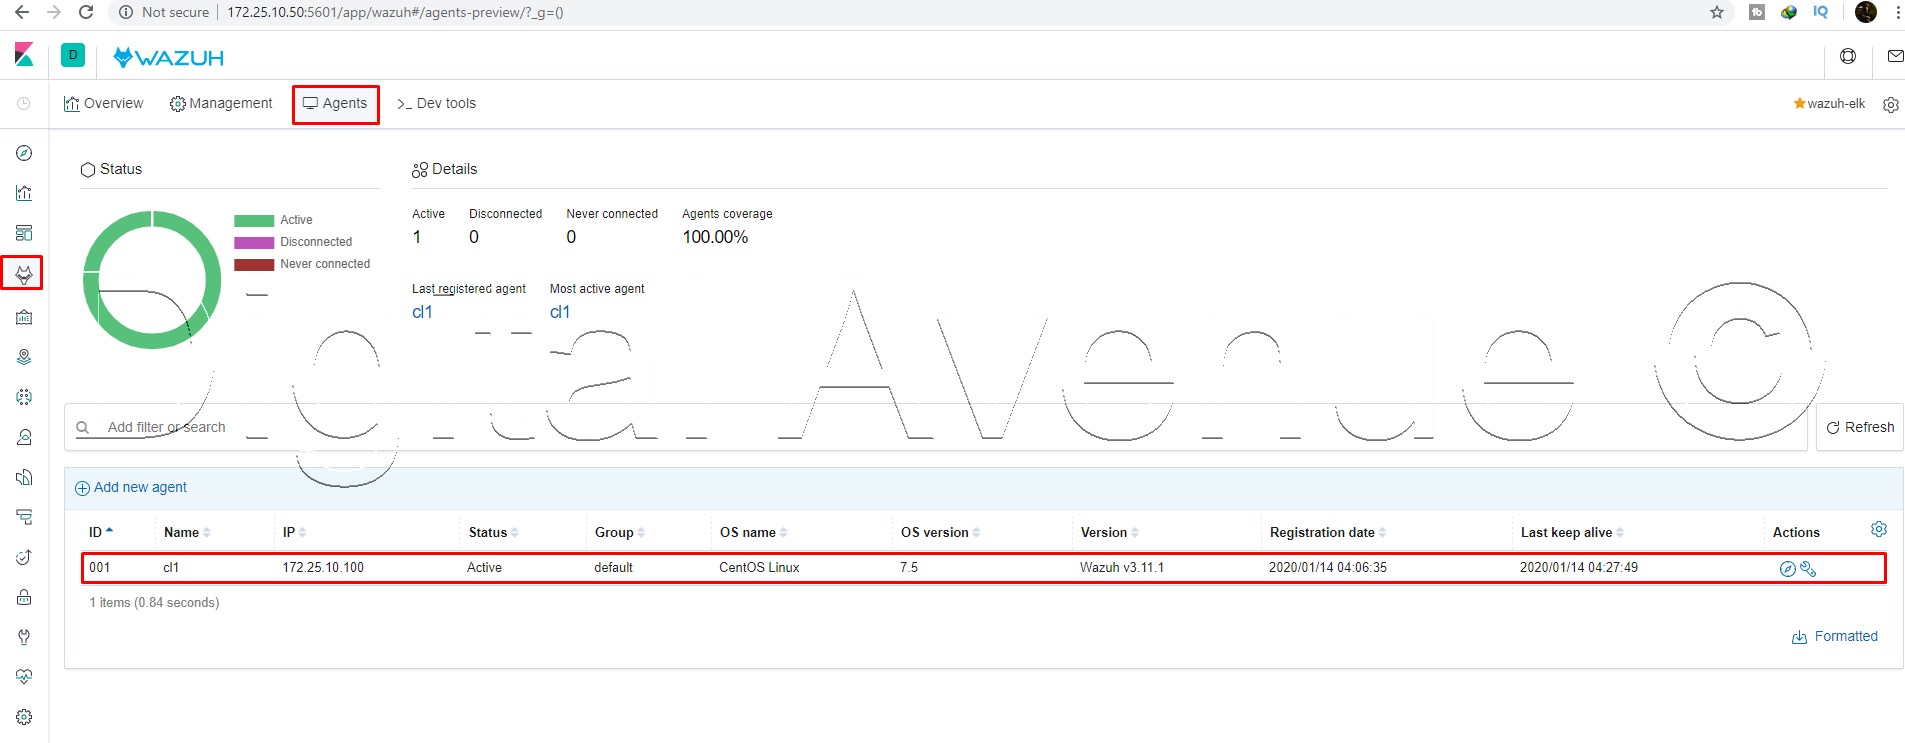 Not secure 172.25.10.50:5601/app/wazuh#/agents-preview/?_g=()
IQ
D WAZUH
Overview Management Agents >_ Dev tools wazuh-elk
Status
Active
Disconnected
Never connected
Details
Active Disconnected Never connected Agents coverage
1 0 0 100.00%
Last registered agent Most active agent
cl1 cl1
Digital Avenue ©
Add filter or search Refresh
Add new agent
ID Name IP Status Group OS name OS version Version Registration date Last keep alive Actions
001 cl1 172.25.10.100 Active default CentOS Linux 7.5 Wazuh v3.11.1 2020/01/14 04:06:35 2020/01/14 04:27:49
1 items (0.84 seconds)
Formatted